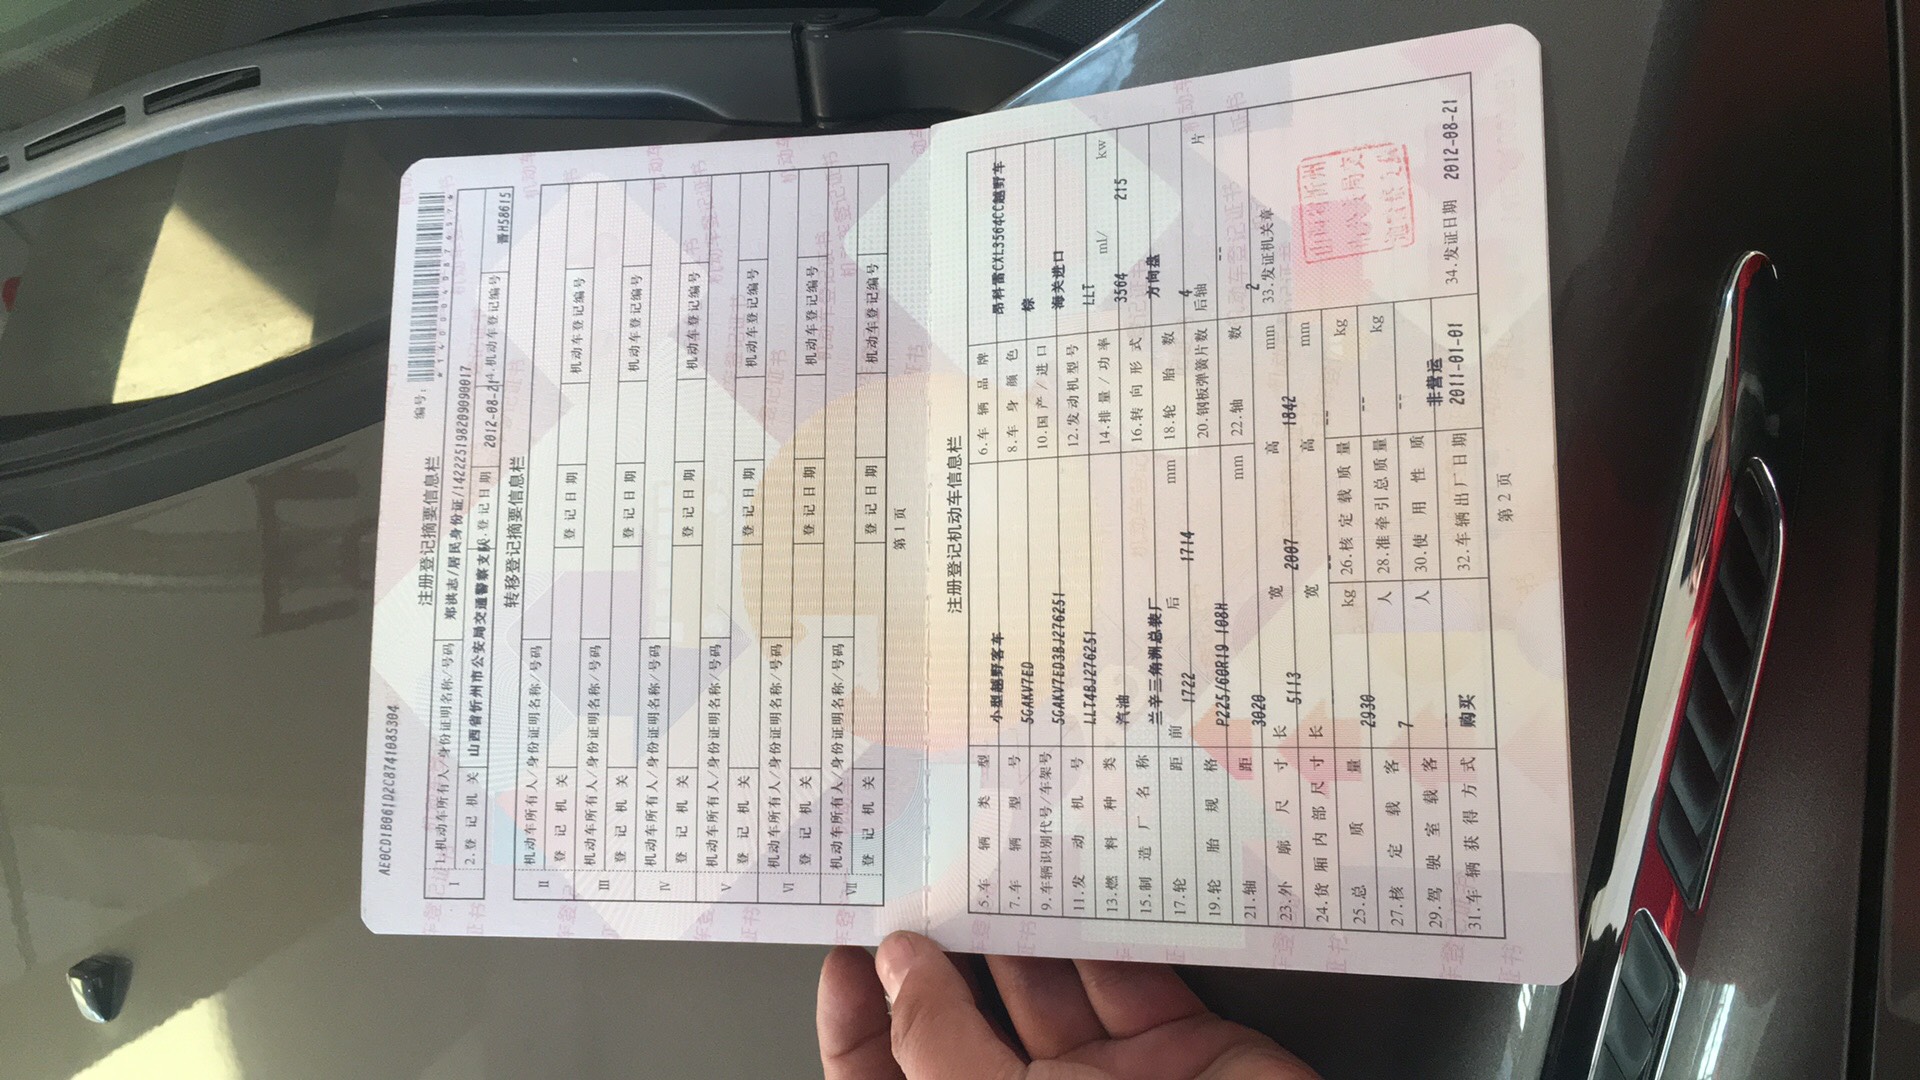 AE0CD1B061D2C8741085304
编号:
注册登记摘要信息栏
I 1.机动车所有人/身份证明名称/号码 郑洪志/居民身份证/142225198209090017
2.登记机关 山西省忻州市公安局交通警察支队 3.登记日期 2012-08-21 4.机动车登记编号 晋H58615
转移登记摘要信息栏
II 机动车所有人/身份证明名称/号码
登记机关 登记日期 机动车登记编号
III 机动车所有人/身份证明名称/号码
登记机关 登记日期 机动车登记编号
IV 机动车所有人/身份证明名称/号码
登记机关 登记日期 机动车登记编号
V 机动车所有人/身份证明名称/号码
登记机关 登记日期 机动车登记编号
VI 机动车所有人/身份证明名称/号码
登记机关 登记日期 机动车登记编号
VII 机动车所有人/身份证明名称/号码
登记机关 登记日期 机动车登记编号
第 1 页
注册登记机动车信息栏
5.车辆类型 小型越野客车 6.车辆品牌 昂科雷CXL3564CC越野车
7.车辆型号 5GAKV7ED 8.车身颜色 棕
9.车辆识别代号/车架号 5GAKV7ED3BJ276251 10.国产/进口 海关进口
11.发动机号 LLT4BJ276251 12.发动机型号 LLT
13.燃料种类 汽油 14.排量/功率 3564 ml/ 215 kw
15.制造厂名称 兰辛三角洲总装厂 16.转向形式 方向盘
17.轮距 前 1722 后 1714 mm 18.轮胎数 4
19.轮胎规格 P225/60R19 108H 20.钢板弹簧片数 后轴 -- 片
21.轴距 3020 mm 22.轴数 2
23.外廓尺寸 长 5113 宽 2007 高 1842 mm 33.发证机关章
24.货厢内部尺寸 长 宽 -- 高 -- mm
25.总质量 2930 kg 26.核定载质量 -- kg
27.核定载客 7 人 28.准牵引总质量 -- kg
29.驾驶室载客 人 30.使用性质 非营运
31.车辆获得方式 购买 32.车辆出厂日期 2011-01-01 34.发证日期 2012-08-21
第 2 页